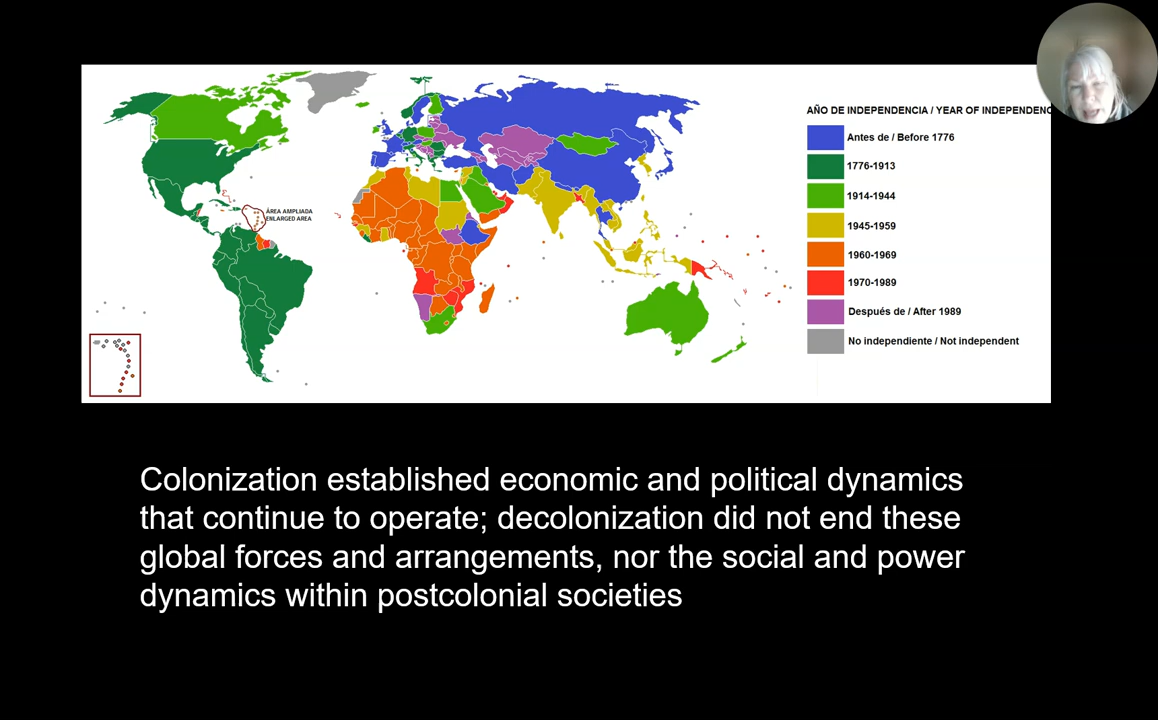 AÑO DE INDEPENDENCIA / YEAR OF INDEPENDENC
Antes de / Before 1776
1776-1913
1914-1944
1945-1959
1960-1969
1970-1989
Después de / After 1989
No independiente / Not independent
ÁREA AMPLIADA
ENLARGED AREA
Colonization established economic and political dynamics
that continue to operate; decolonization did not end these
global forces and arrangements, nor the social and power
dynamics within postcolonial societies